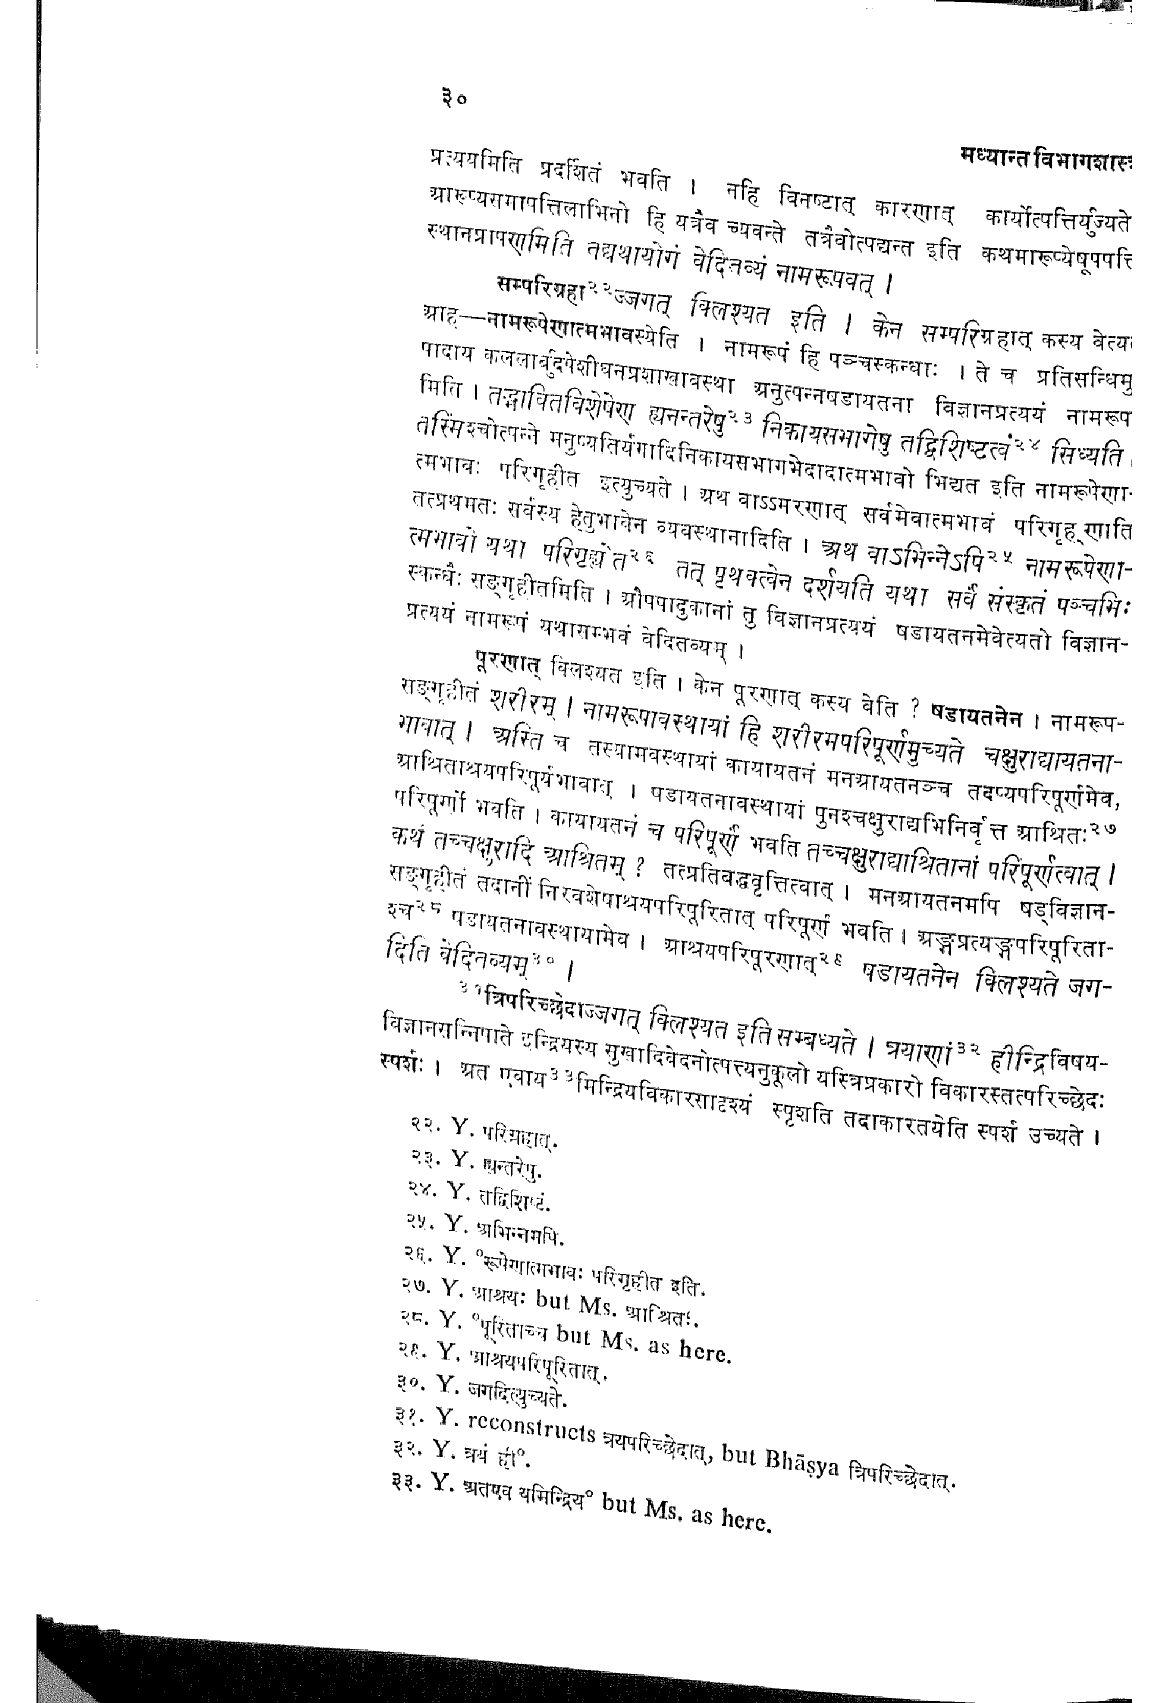 ३०
मध्यान्तविभागशास्त्र
प्रत्ययमिति प्रदर्शितं भवति । नहि विनष्टात् कारणात् कार्योत्पत्तिर्युज्यते
आरूप्यसमापत्तिलाभिनो हि यत्रैव च्यवन्ते तत्रैवोत्पद्यन्त इति कथमारूप्येषूपपत्ति
स्थानप्रापणमिति तद्यथायोगं वेदितव्यं नामरूपवत् ।
सम्परिग्रहा२२ज्जगत् क्लिश्यत इति । केन सम्परिग्रहात् कस्य वेत्य
आह—नामरूपेणात्मभावस्येति । नामरूपं हि पञ्चस्कन्धाः । ते च प्रतिसन्धिमु
पादाय कललार्बुदपेशीघनप्रशाखावस्था अनुत्पन्नषडायतना विज्ञानप्रत्ययं नामरूप
मिति । तद्भावितविशेषेण ह्यनन्तरेषु२३ निकायसभागेषु तद्विशिष्टत्वं२४ सिध्यति ।
तस्मिंश्चोत्पन्ने मनुष्यतिर्यगादिनिकायसभागभेदादात्मभावो भिद्यत इति नामरूपेणा-
त्मभावः परिगृहीत इत्युच्यते । अथ वाऽऽमरणात् सर्वमेवात्मभावं परिगृह्णाति
तत्प्रथमतः सर्वस्य हेतुभावेन व्यवस्थानादिति । अथ वाऽभिन्नेऽपि२५ नामरूपेणा-
त्मभावो यथा परिगृह्येत२६ तत् पृथक्त्वेन दर्शयति यथा सर्वं संस्कृतं पञ्चभिः
स्कन्धैः सङ्गृहीतमिति । औपपादुकानां तु विज्ञानप्रत्ययं षडायतनमेवेत्यतो विज्ञान-
प्रत्ययं नामरूपं यथासम्भवं वेदितव्यम् ।
पूरणात् क्लिश्यत इति । केन पूरणात् कस्य वेति ? षडायतनेन । नामरूप-
सङ्गृहीतं शरीरम् । नामरूपावस्थायां हि शरीरमपरिपूर्णमुच्यते चक्षुराद्यायतना-
भावात् । अस्ति च तस्यामवस्थायां कायायतनं मनआयतनञ्च तदप्यपरिपूर्णमेव,
आश्रिताश्रयपरिपूर्यभावात् । षडायतनावस्थायां पुनश्चक्षुराद्यभिनिर्वृत्त आश्रितः२७
परिपूर्णो भवति । कायायतनं च परिपूर्णं भवति तच्चक्षुराद्याश्रितानां परिपूर्णत्वात् ।
कथं तच्चक्षुरादि आश्रितम् ? तत्प्रतिबद्धवृत्तित्वात् । मनआयतनमपि षड्विज्ञान-
सङ्गृहीतं तदानीं निरवशेषाश्रयपरिपूरितात् परिपूर्णं भवति । अङ्गप्रत्यङ्गपरिपूरिता-
श्च२८ षडायतनावस्थायामेव । आश्रयपरिपूरणात्२९ षडायतनेन क्लिश्यते जग-
दिति वेदितव्यम्३० ।
३१त्रिपरिच्छेदाज्जगत् क्लिश्यत इति सम्बध्यते । त्रयाणां३२ हीन्द्रिविषय-
विज्ञानसन्निपाते इन्द्रियस्य सुखादिवेदनोत्पत्त्यनुकूलो यस्त्रिप्रकारो विकारस्तत्परिच्छेदः
स्पर्शः । अत एवाय३३मिन्द्रियविकारसादृश्यं स्पृशति तदाकारतयेति स्पर्श उच्यते ।
२२. Y. परिग्रहात्.
२३. Y. ह्यन्तरेषु.
२४. Y. तद्विशिष्टं.
२५. Y. अभिन्नमपि.
२६. Y. °रूपेणात्मभावः परिगृहीत इति.
२७. Y. आश्रयः but Ms. आश्रितः.
२८. Y. °पूरिताच्च but Ms. as here.
२९. Y. आश्रयपरिपूरितात्.
३०. Y. जगदित्युच्यते.
३१. Y. reconstructs त्रयपरिच्छेदात्, but Bhāṣya त्रिपरिच्छेदात्.
३२. Y. त्रयं ही°.
३३. Y. अतएव यमिन्द्रिय° but Ms. as here.